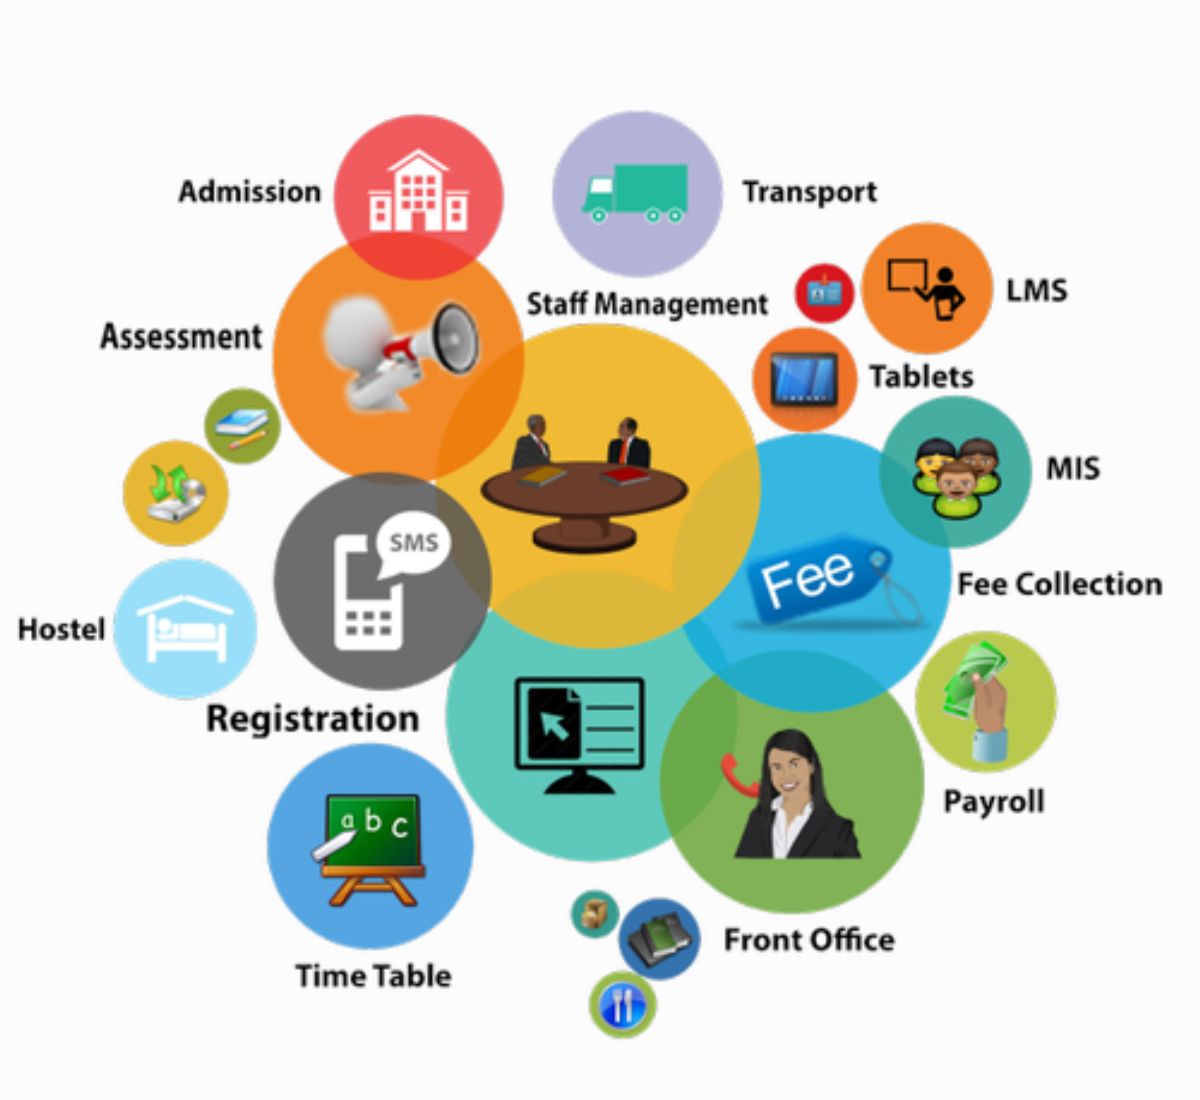 Admission
Transport
Staff Management
LMS
Assessment
Tablets
MIS
SMS
Fee
Fee Collection
Hostel
Registration
Payroll
a b c
Front Office
Time Table